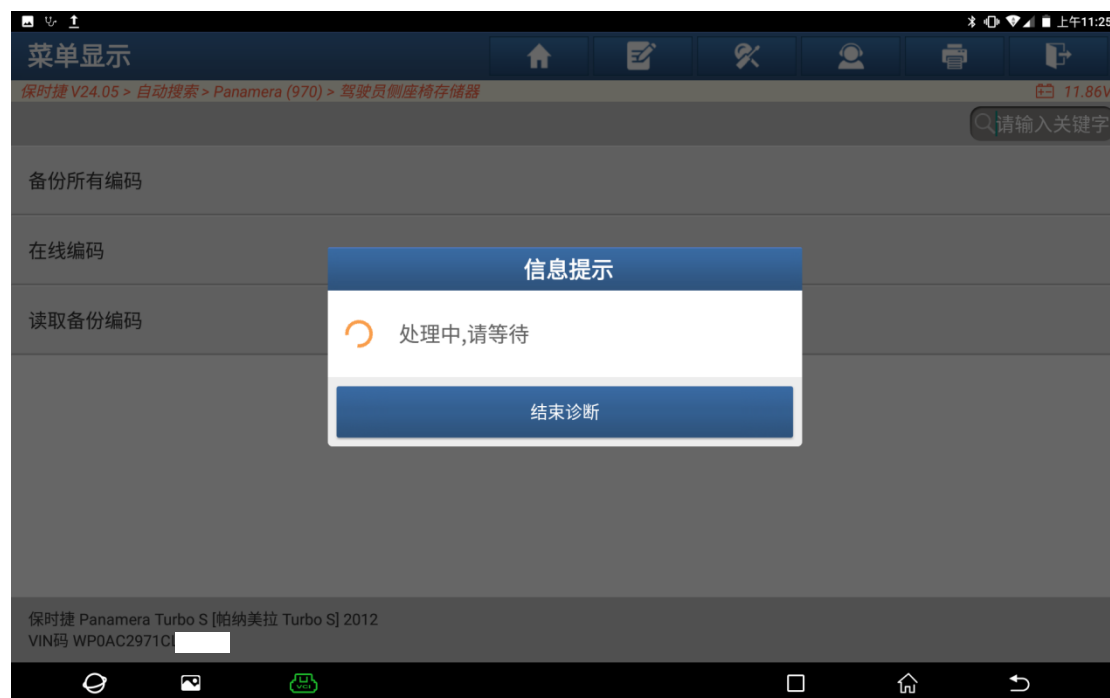 上午11:25
菜单显示
保时捷 V24.05 > 自动搜索 > Panamera (970) > 驾驶员侧座椅存储器
11.86V
请输入关键字
备份所有编码
在线编码
信息提示
读取备份编码
处理中,请等待
结束诊断
保时捷 Panamera Turbo S [帕纳美拉 Turbo S] 2012
VIN码 WP0AC2971C
VCI